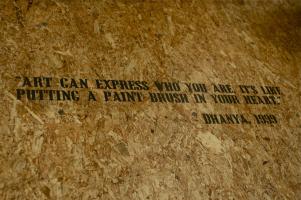 "ART CAN EXPRESS WHO YOU ARE. IT'S LIKE
PUTTING A PAINT BRUSH IN YOUR HEART."
DHANYA, 1999